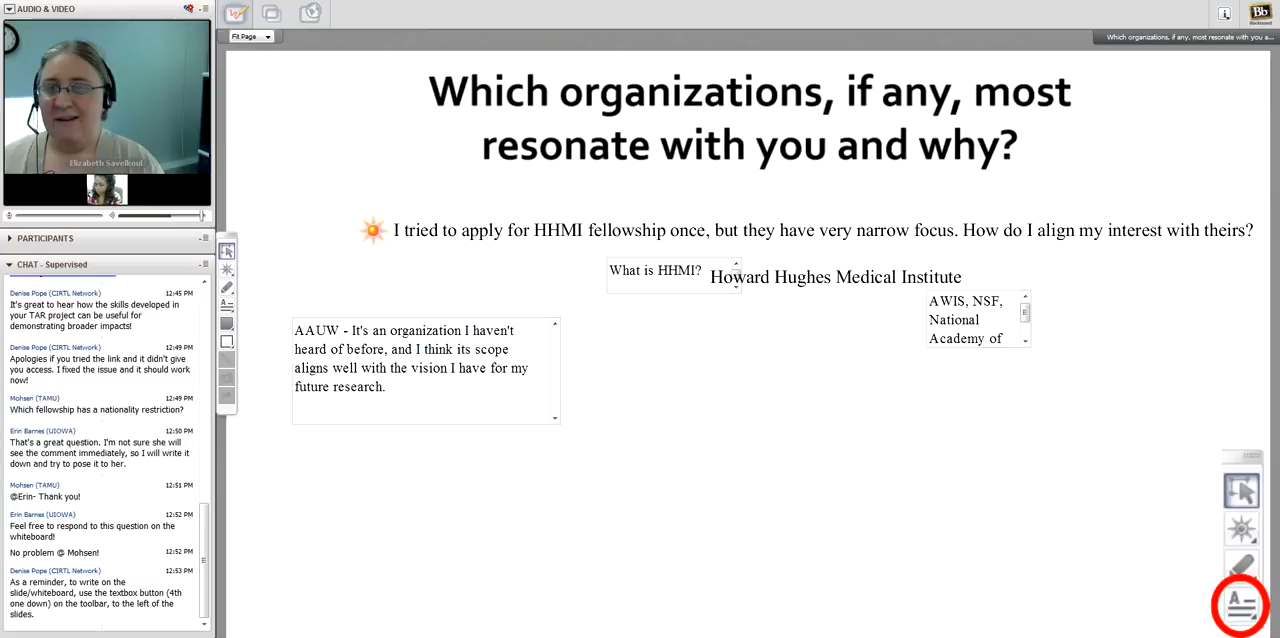 AUDIO & VIDEO
Elizabeth Savelkoul
PARTICIPANTS
CHAT - Supervised
Denise Pope (CIRTL Network) 12:45 PM
It's great to hear how the skills developed in
your TAR project can be useful for
demonstrating broader impacts!
Denise Pope (CIRTL Network) 12:49 PM
Apologies if you tried the link and it didn't give
you access. I fixed the issue and it should work
now!
Mohsen (TAMU) 12:49 PM
Which fellowship has a nationality restriction?
Erin Barnes (UIOWA) 12:50 PM
That's a great question. I'm not sure she will
see the comment immediately, so I will write it
down and try to pose it to her.
Mohsen (TAMU) 12:51 PM
@Erin- Thank you!
Erin Barnes (UIOWA) 12:52 PM
Feel free to respond to this question on the
whiteboard!
No problem @ Mohsen! 12:52 PM
Denise Pope (CIRTL Network) 12:53 PM
As a reminder, to write on the
slide/whiteboard, use the textbox button (4th
one down) on the toolbar, to the left of the
slides.
Fit Page
Bb
Blackboard
Which organizations, if any, most resonate with you a...
Which organizations, if any, most
resonate with you and why?
I tried to apply for HHMI fellowship once, but they have very narrow focus. How do I align my interest with theirs?
What is HHMI?
Howard Hughes Medical Institute
AWIS, NSF,
National
Academy of
AAUW - It's an organization I haven't
heard of before, and I think its scope
aligns well with the vision I have for my
future research.
A